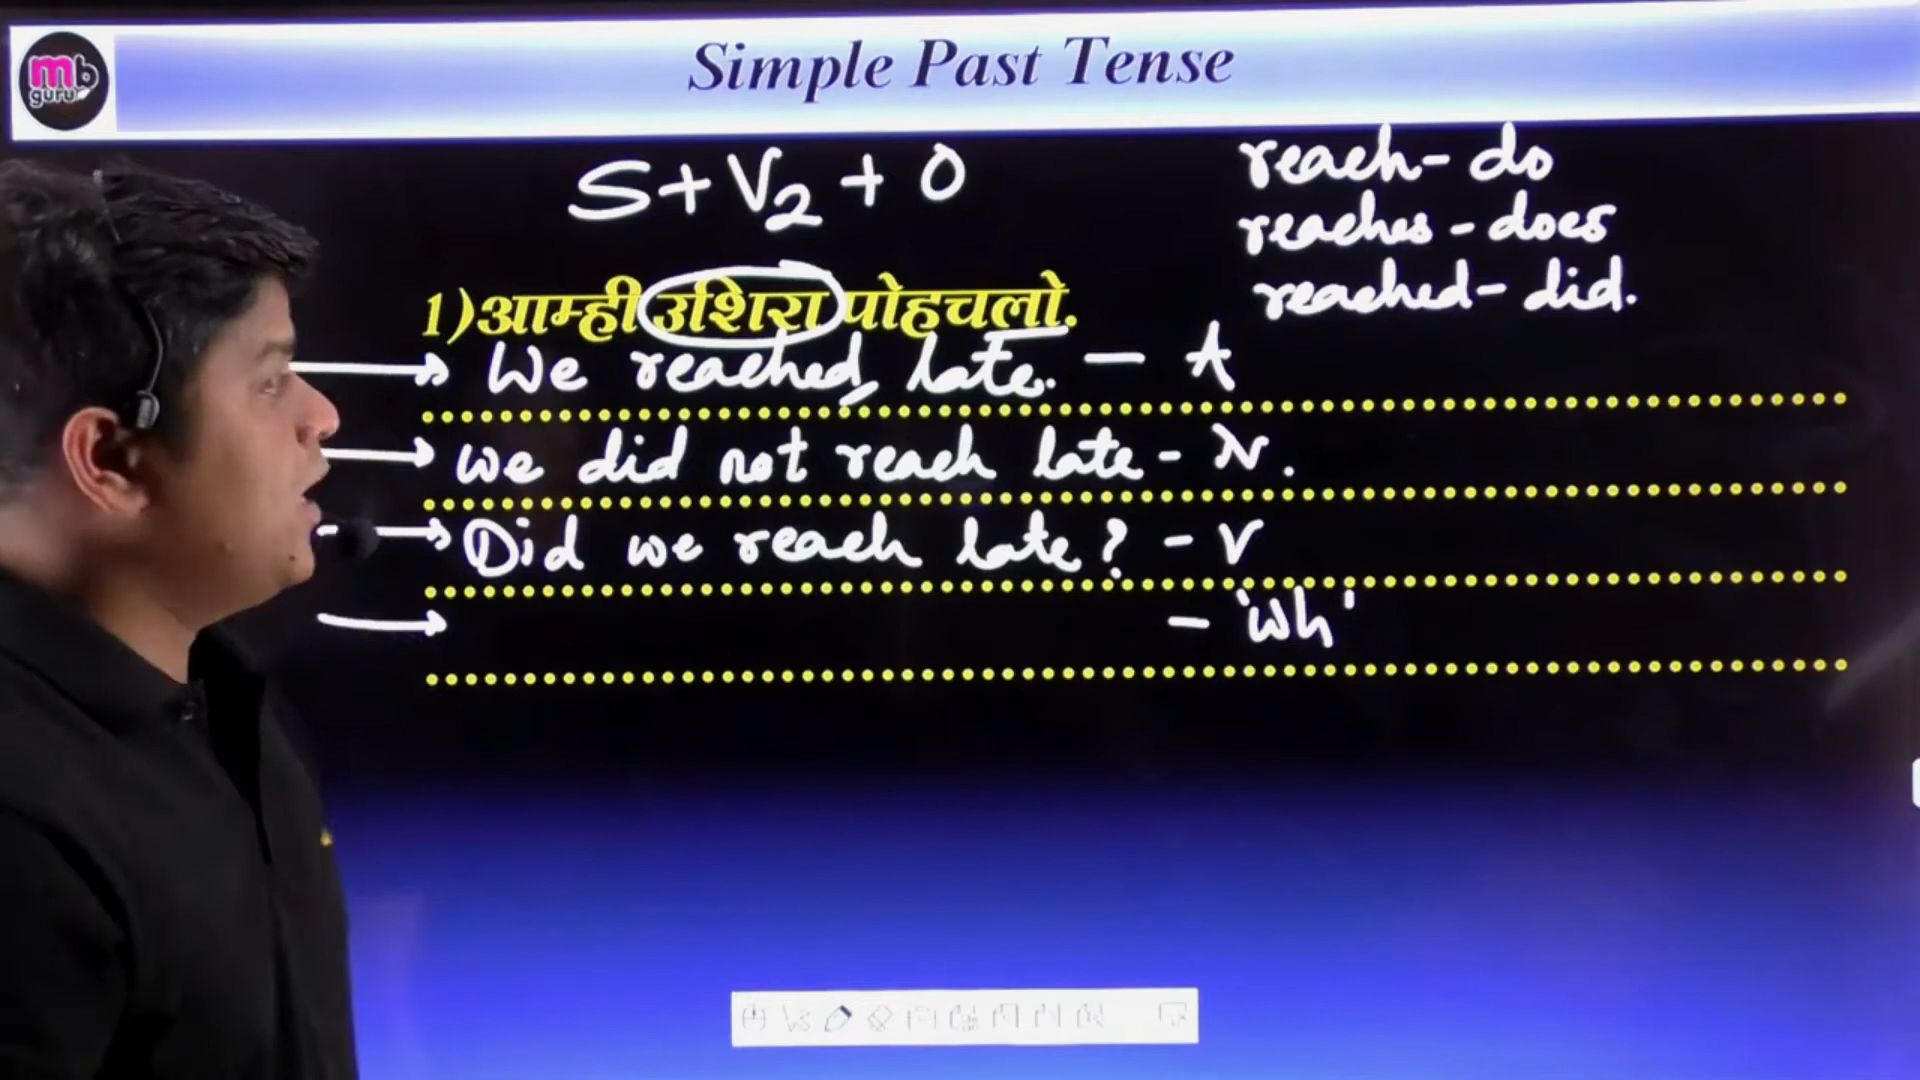 mb
guru
Simple Past Tense
S + V2 + O
reach - do
reaches - does
reached - did.
1) आम्ही उशिरा पोहचलो.
We reached late. - A
we did not reach late - N.
Did we reach late? - V
- 'Wh'